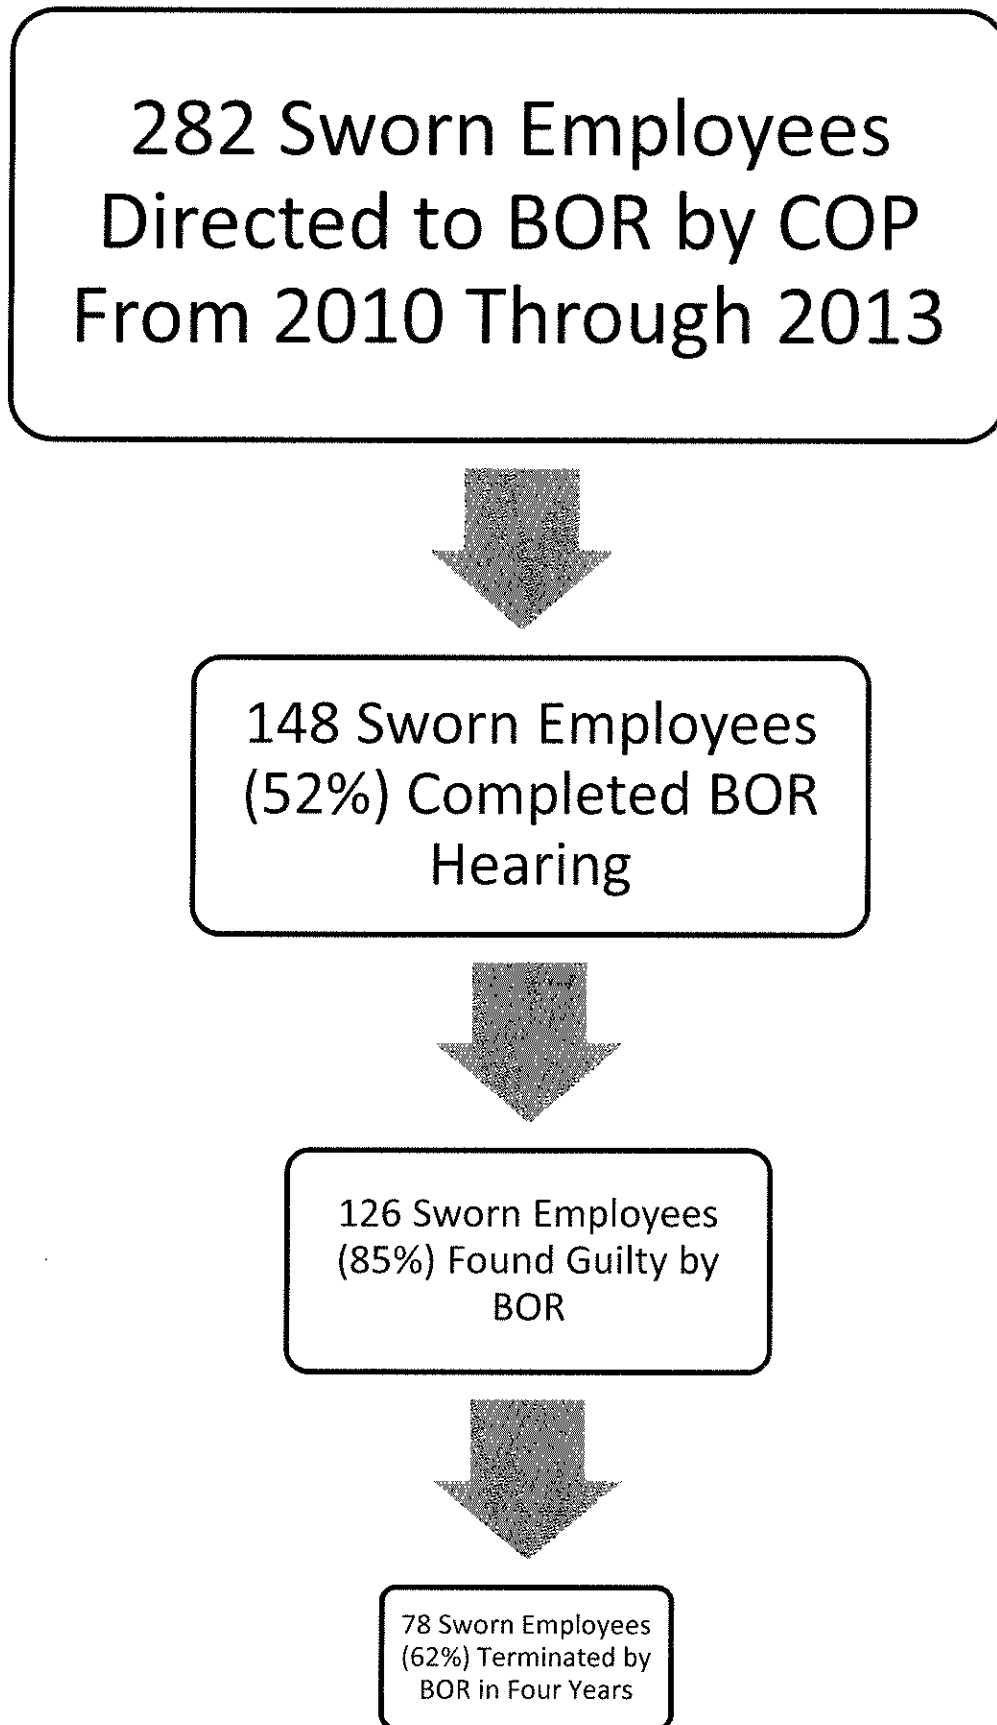 282 Sworn Employees
Directed to BOR by COP
From 2010 Through 2013
148 Sworn Employees
(52%) Completed BOR
Hearing
126 Sworn Employees
(85%) Found Guilty by
BOR
78 Sworn Employees
(62%) Terminated by
BOR in Four Years